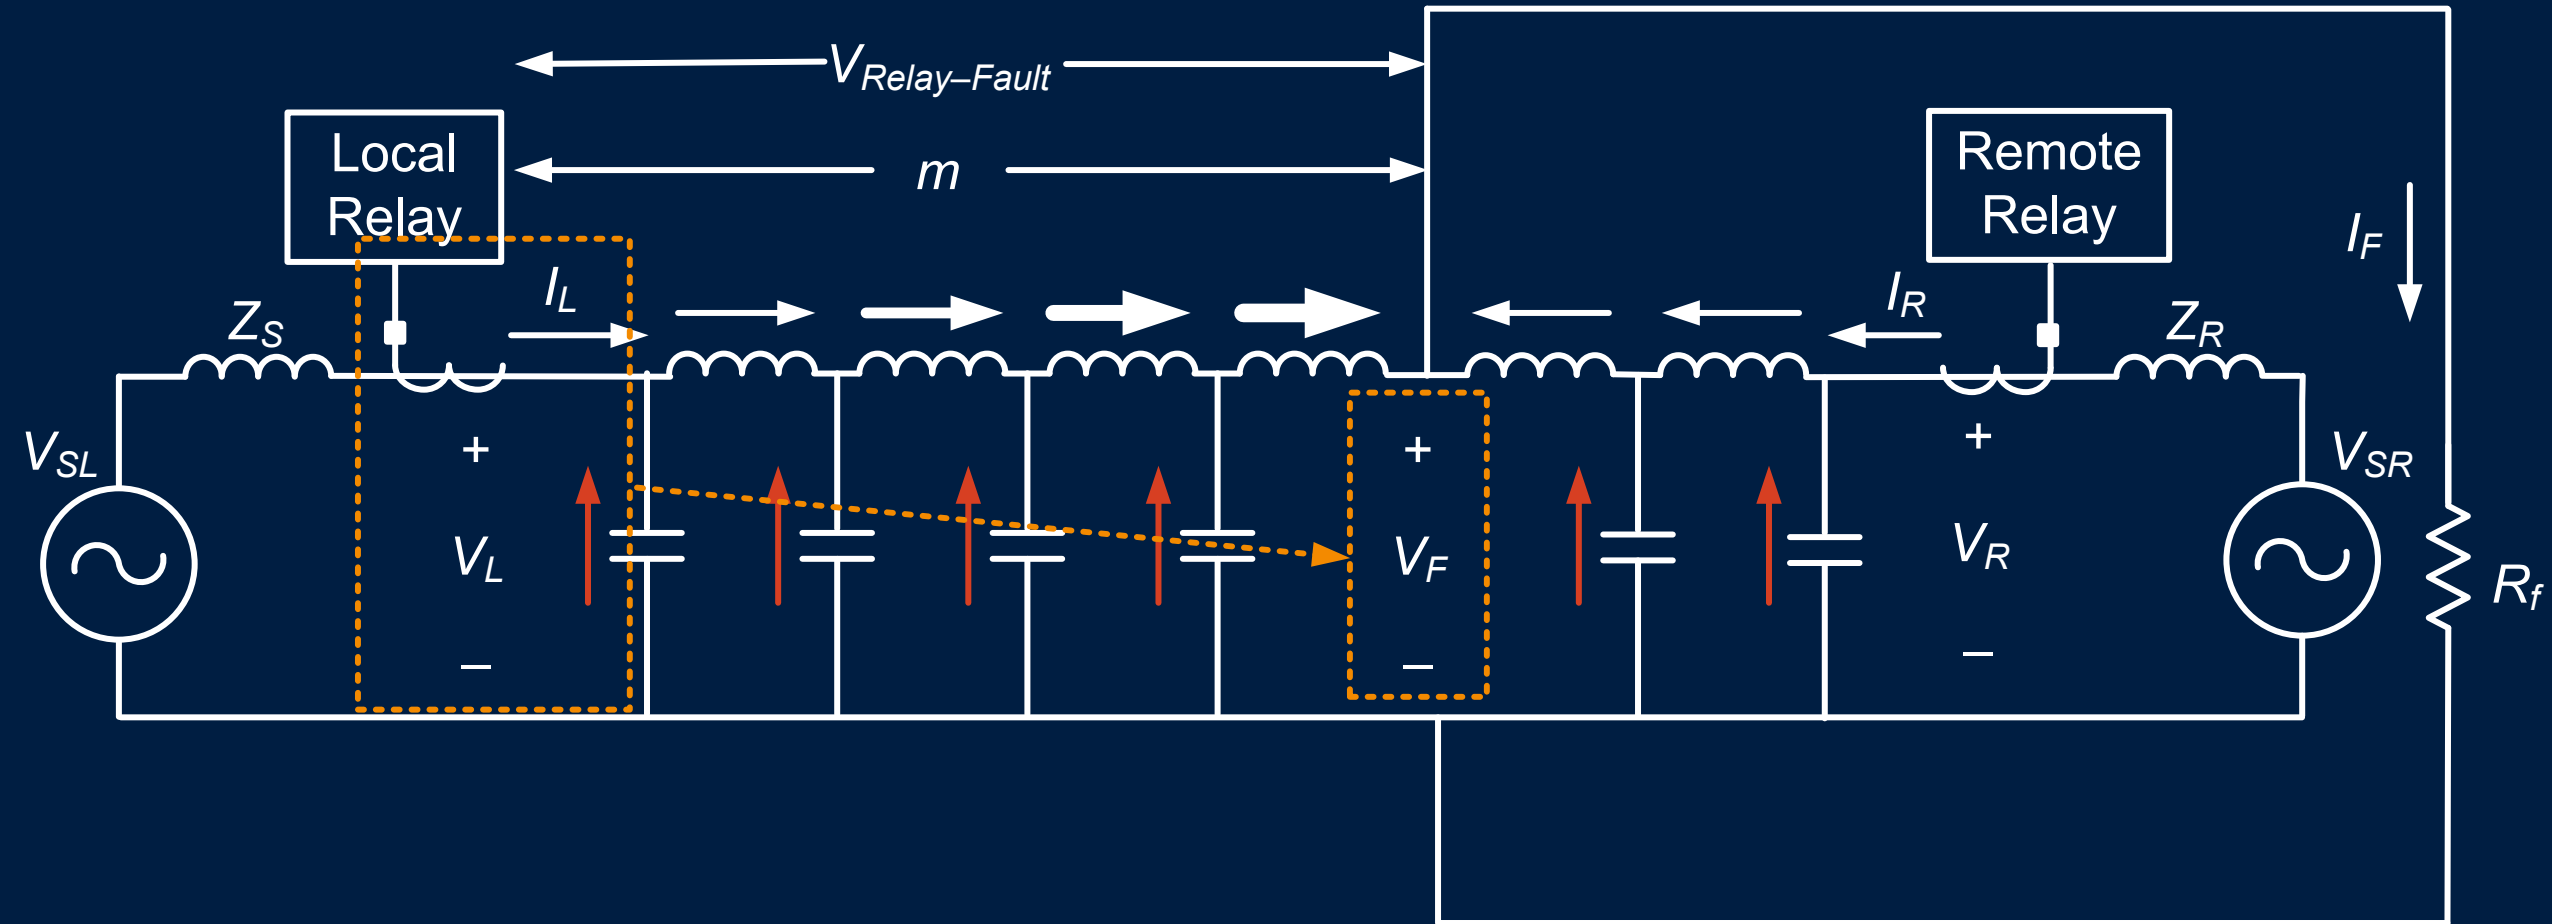 V_Relay–Fault
Local
Relay
m
Remote
Relay
I_F
I_L
I_R
Z_S
Z_R
V_SL
+
+
+
V_SR
V_L
V_F
V_R
R_f
–
–
–